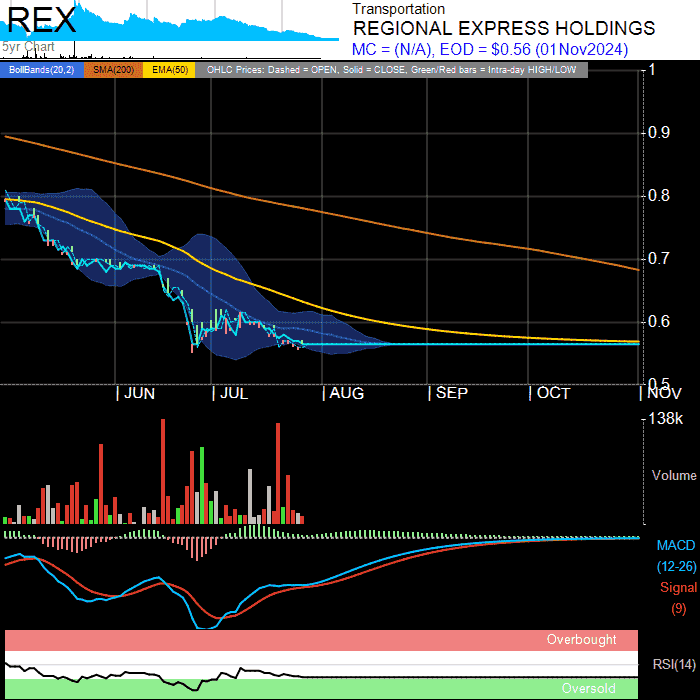 REX
5yr Chart
Transportation
REGIONAL EXPRESS HOLDINGS
MC = (N/A), EOD = $0.56 (01Nov2024)
BollBands(20,2) SMA(200) EMA(50) OHLC Prices: Dashed = OPEN, Solid = CLOSE, Green/Red bars = Intra-day HIGH/LOW
1
0.9
0.8
0.7
0.6
0.5
JUN JUL AUG SEP OCT NOV
138k
Volume
MACD
(12-26)
Signal
(9)
Overbought
RSI(14)
Oversold